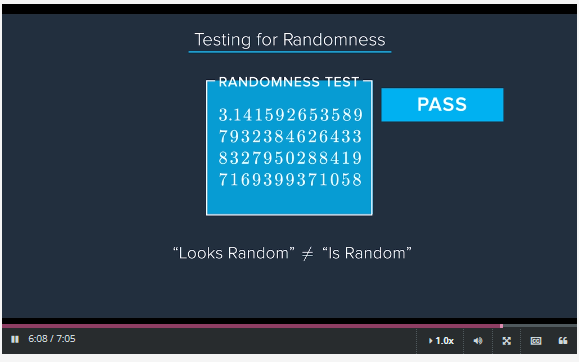 Testing for Randomness
RANDOMNESS TEST
PASS
3.141592653589
7932384626433
8327950288419
7169399371058
“Looks Random” ≠ “Is Random”
6:08 / 7:05
1.0x
CC